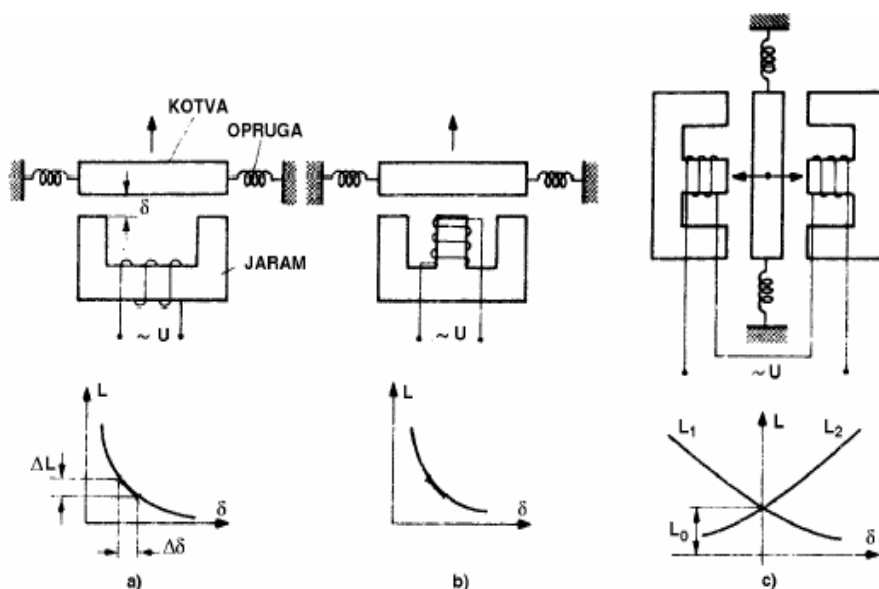 KOTVA
OPRUGA
δ
JARAM
~ U
~ U
~ U
L
ΔL
δ
Δδ
a)
L
δ
b)
L₁
L
L₂
L₀
δ
c)